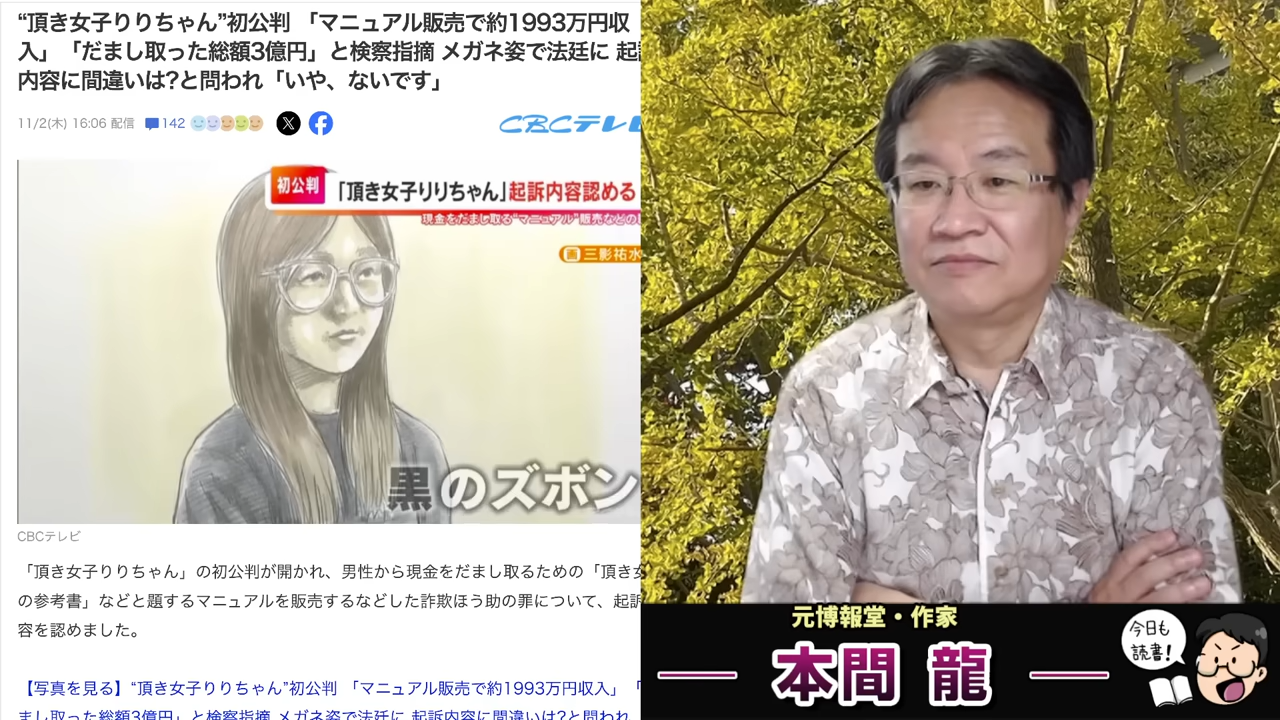 “頂き女子りりちゃん”初公判 「マニュアル販売で約1993万円収
入」「だまし取った総額3億円」と検察指摘 メガネ姿で法廷に 起訴
内容に間違いは?と問われ「いや、ないです」
11/2(木) 16:06 配信
142
CBCテレビ
初公判
「頂き女子りりちゃん」起訴内容認める
現金をだまし取る“マニュアル”販売などの
画 三影祐水
黒のズボン
CBCテレビ
「頂き女子りりちゃん」の初公判が開かれ、男性から現金をだまし取るための「頂き女
の参考書」などと題するマニュアルを販売するなどした詐欺ほう助の罪について、起訴
容を認めました。
【写真を見る】“頂き女子りりちゃん”初公判 「マニュアル販売で約1993万円収入」「
まし取った総額3億円」と検察指摘 メガネ姿で法廷に 起訴内容に間違いは?と問われ
元博報堂・作家
本間 龍
今日も
読書!